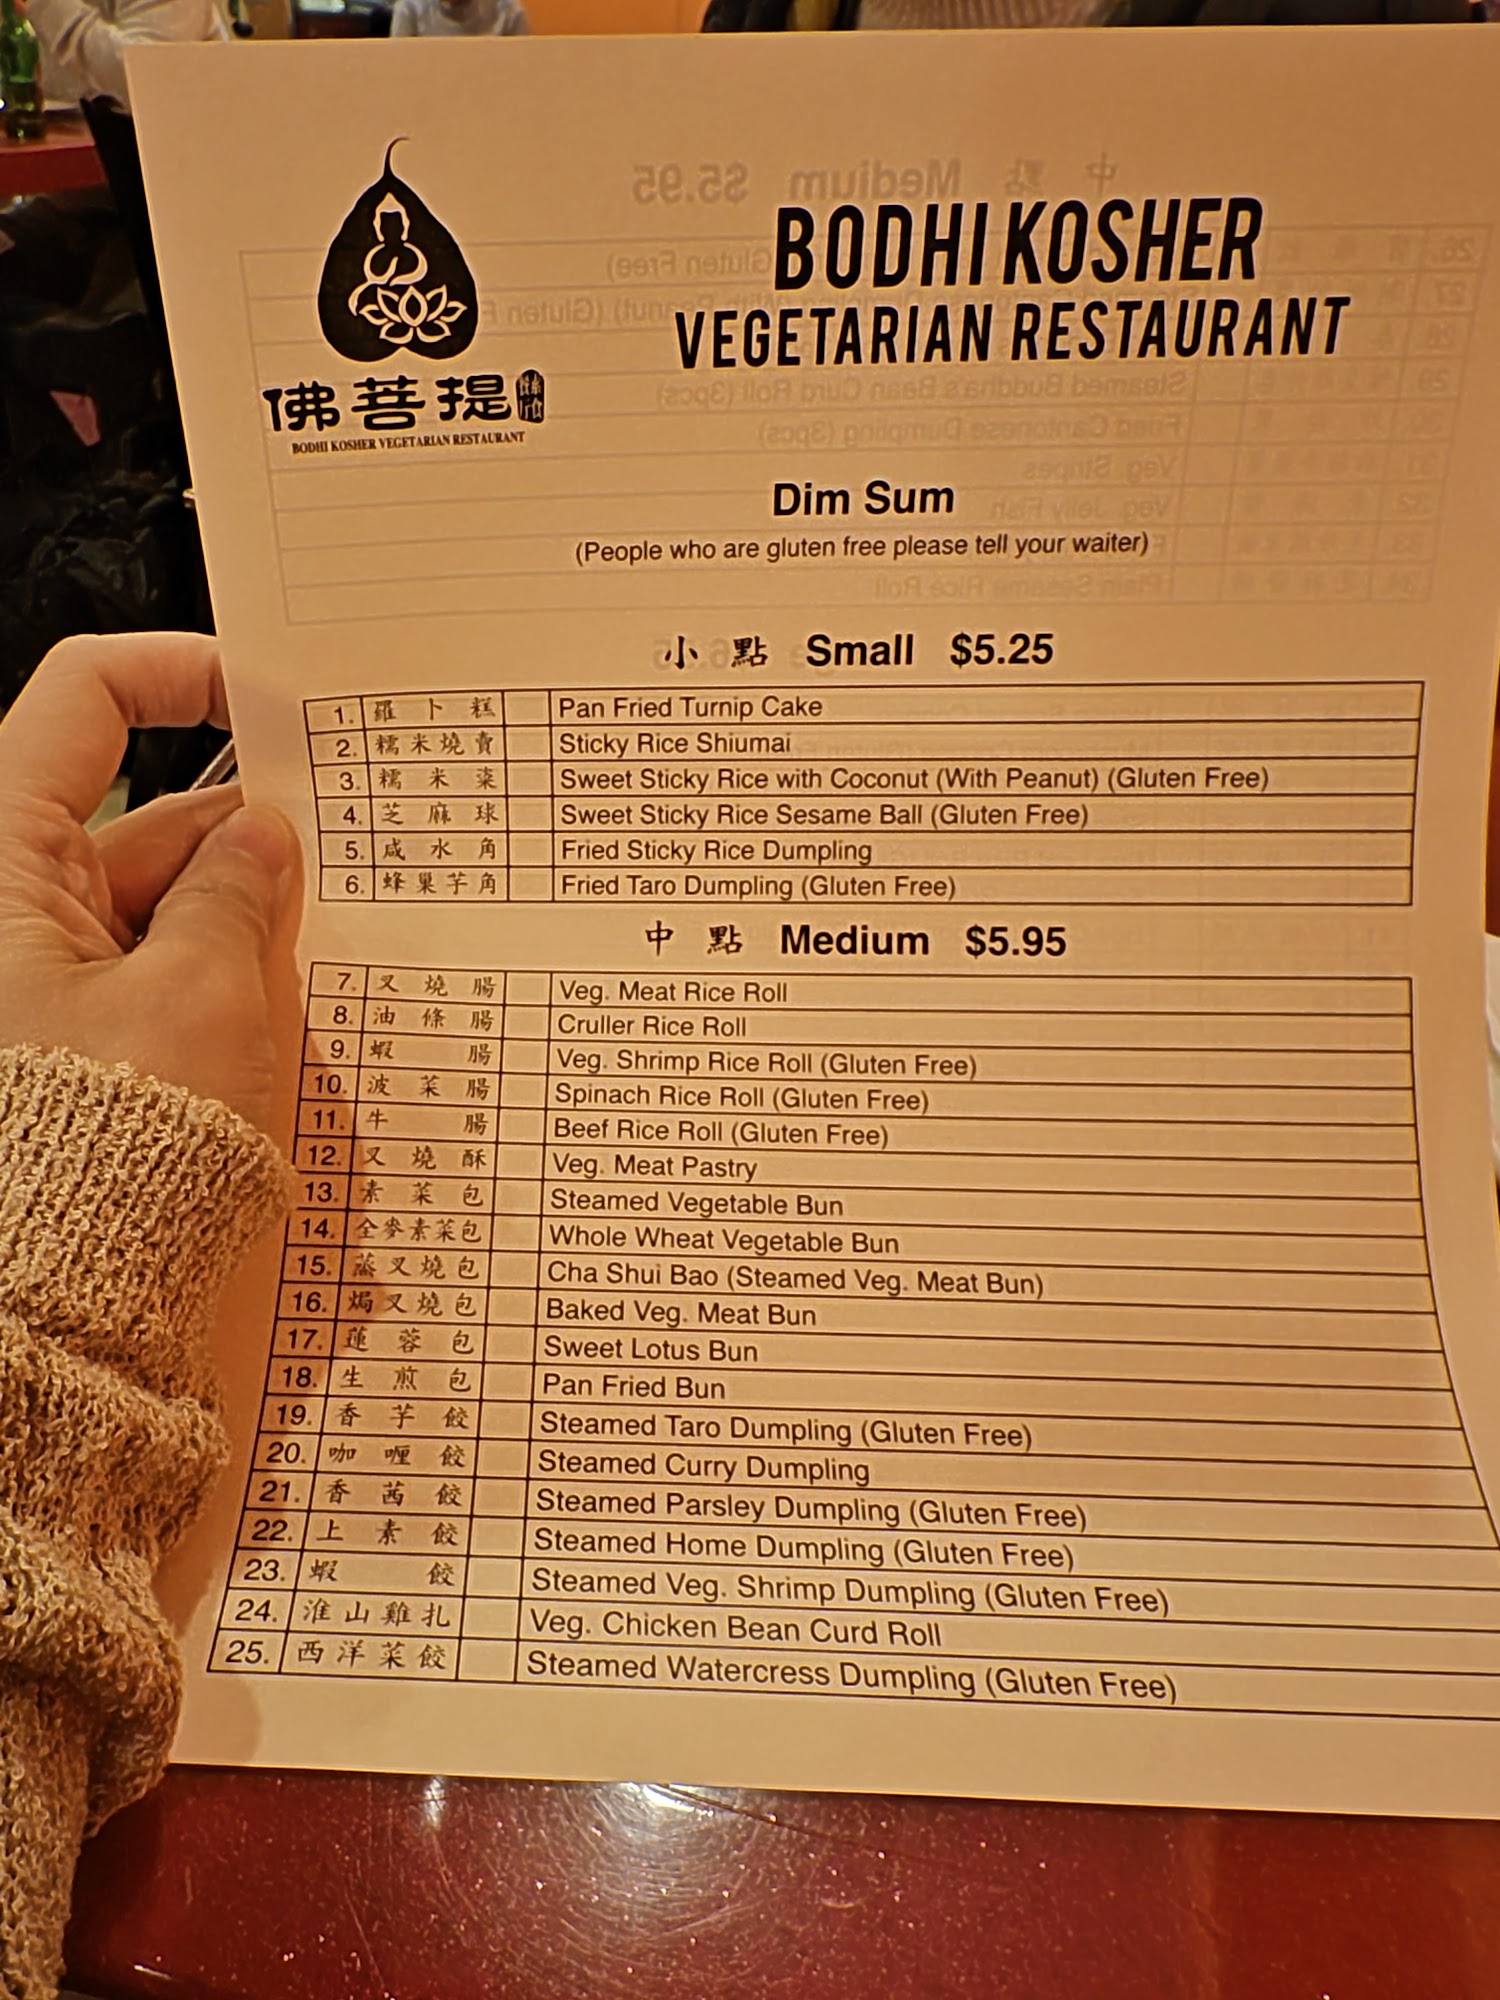 佛菩提 素食餐厅
BODHI KOSHER VEGETARIAN RESTAURANT
BODHI KOSHER
VEGETARIAN RESTAURANT
Dim Sum
(People who are gluten free please tell your waiter)
小 點 Small $5.25
1. 羅卜糕 Pan Fried Turnip Cake
2. 糯米燒賣 Sticky Rice Shiumai
3. 糯米粢 Sweet Sticky Rice with Coconut (With Peanut) (Gluten Free)
4. 芝麻球 Sweet Sticky Rice Sesame Ball (Gluten Free)
5. 咸水角 Fried Sticky Rice Dumpling
6. 蜂巢芋角 Fried Taro Dumpling (Gluten Free)
中 點 Medium $5.95
7. 叉燒腸 Veg. Meat Rice Roll
8. 油條腸 Cruller Rice Roll
9. 蝦腸 Veg. Shrimp Rice Roll (Gluten Free)
10. 波菜腸 Spinach Rice Roll (Gluten Free)
11. 牛腸 Beef Rice Roll (Gluten Free)
12. 叉燒酥 Veg. Meat Pastry
13. 素菜包 Steamed Vegetable Bun
14. 全麥素菜包 Whole Wheat Vegetable Bun
15. 蒸叉燒包 Cha Shui Bao (Steamed Veg. Meat Bun)
16. 焗叉燒包 Baked Veg. Meat Bun
17. 蓮蓉包 Sweet Lotus Bun
18. 生煎包 Pan Fried Bun
19. 香芋餃 Steamed Taro Dumpling (Gluten Free)
20. 咖喱餃 Steamed Curry Dumpling
21. 香茜餃 Steamed Parsley Dumpling (Gluten Free)
22. 上素餃 Steamed Home Dumpling (Gluten Free)
23. 蝦餃 Steamed Veg. Shrimp Dumpling (Gluten Free)
24. 淮山雞扎 Veg. Chicken Bean Curd Roll
25. 西洋菜餃 Steamed Watercress Dumpling (Gluten Free)